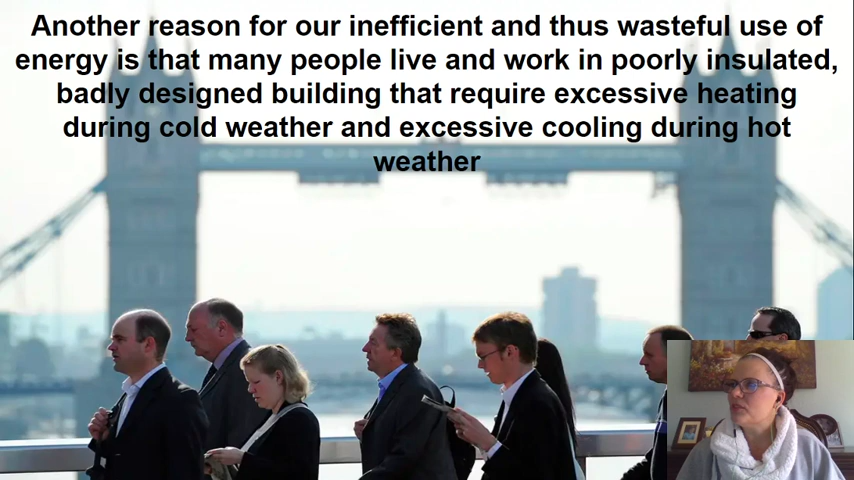 Another reason for our inefficient and thus wasteful use of
energy is that many people live and work in poorly insulated,
badly designed building that require excessive heating
during cold weather and excessive cooling during hot
weather